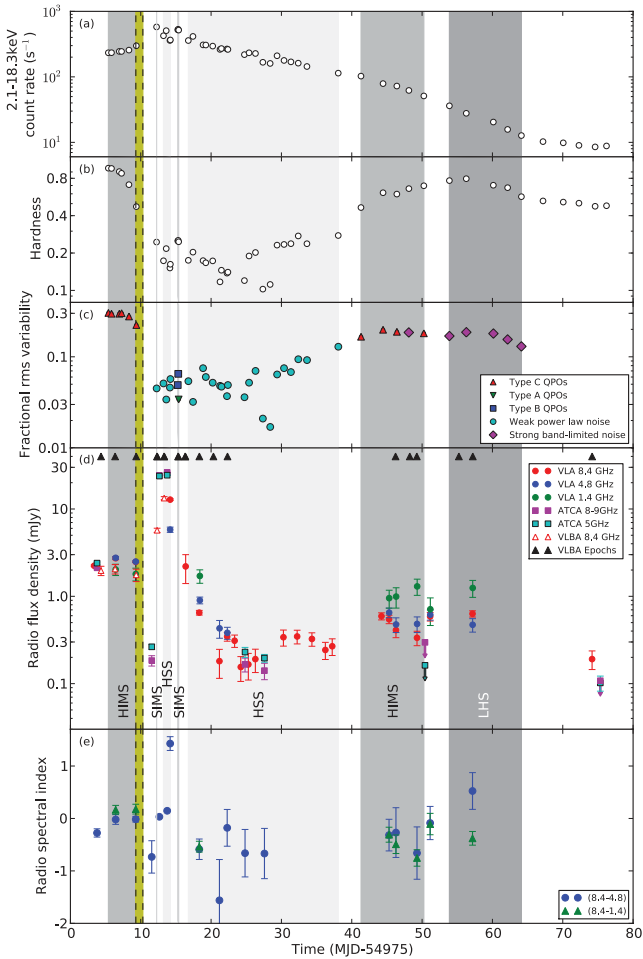 (a)
2.1-18.3keV
count rate (s⁻¹)
10³
10²
10¹
(b)
Hardness
0.8
0.4
0.2
0.1
(c)
Fractional rms variability
0.3
0.1
0.03
0.01
Type C QPOs
Type A QPOs
Type B QPOs
Weak power law noise
Strong band-limited noise
(d)
Radio flux density (mJy)
30
10
3.0
1.0
0.3
0.1
VLA 8,4 GHz
VLA 4.8 GHz
VLA 1.4 GHz
ATCA 8-9GHz
ATCA 5GHz
VLBA 8,4 GHz
VLBA Epochs
HIMS
SIMS
HSS
SIMS
HSS
HIMS
LHS
(e)
Radio spectral index
1
0
-1
-2
(8.4-4.8)
(8,4-1,4)
0 10 20 30 40 50 60 70 80
Time (MJD-54975)